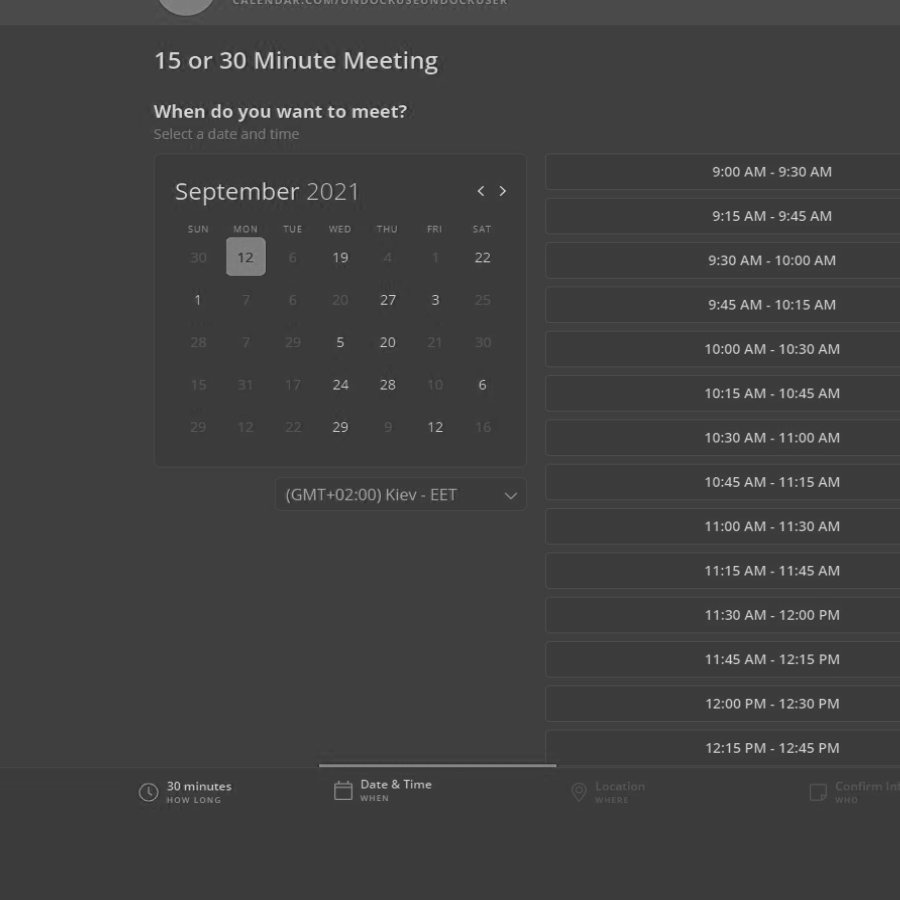 CALENDAR.COM/UNDOCKUSEUNDOCKUSER
15 or 30 Minute Meeting
When do you want to meet?
Select a date and time
September 2021
SUN MON TUE WED THU FRI SAT
30 12 6 19 4 1 22
1 7 6 20 27 3 25
28 7 29 5 20 21 30
15 31 17 24 28 10 6
29 12 22 29 9 12 16
(GMT+02:00) Kiev - EET
9:00 AM - 9:30 AM
9:15 AM - 9:45 AM
9:30 AM - 10:00 AM
9:45 AM - 10:15 AM
10:00 AM - 10:30 AM
10:15 AM - 10:45 AM
10:30 AM - 11:00 AM
10:45 AM - 11:15 AM
11:00 AM - 11:30 AM
11:15 AM - 11:45 AM
11:30 AM - 12:00 PM
11:45 AM - 12:15 PM
12:00 PM - 12:30 PM
12:15 PM - 12:45 PM
30 minutes
HOW LONG
Date & Time
WHEN
Location
WHERE
Confirm
WHO